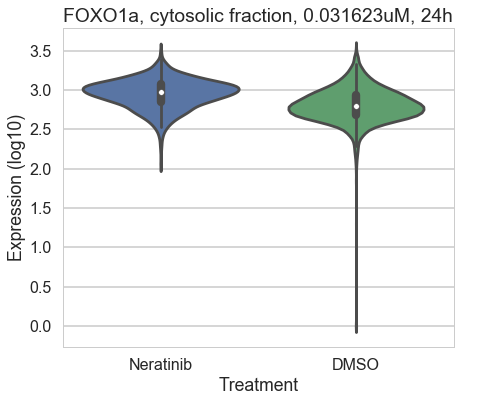 FOXO1a, cytosolic fraction, 0.031623uM, 24h
Expression (log10)
3.5
3.0
2.5
2.0
1.5
1.0
0.5
0.0
Neratinib
DMSO
Treatment